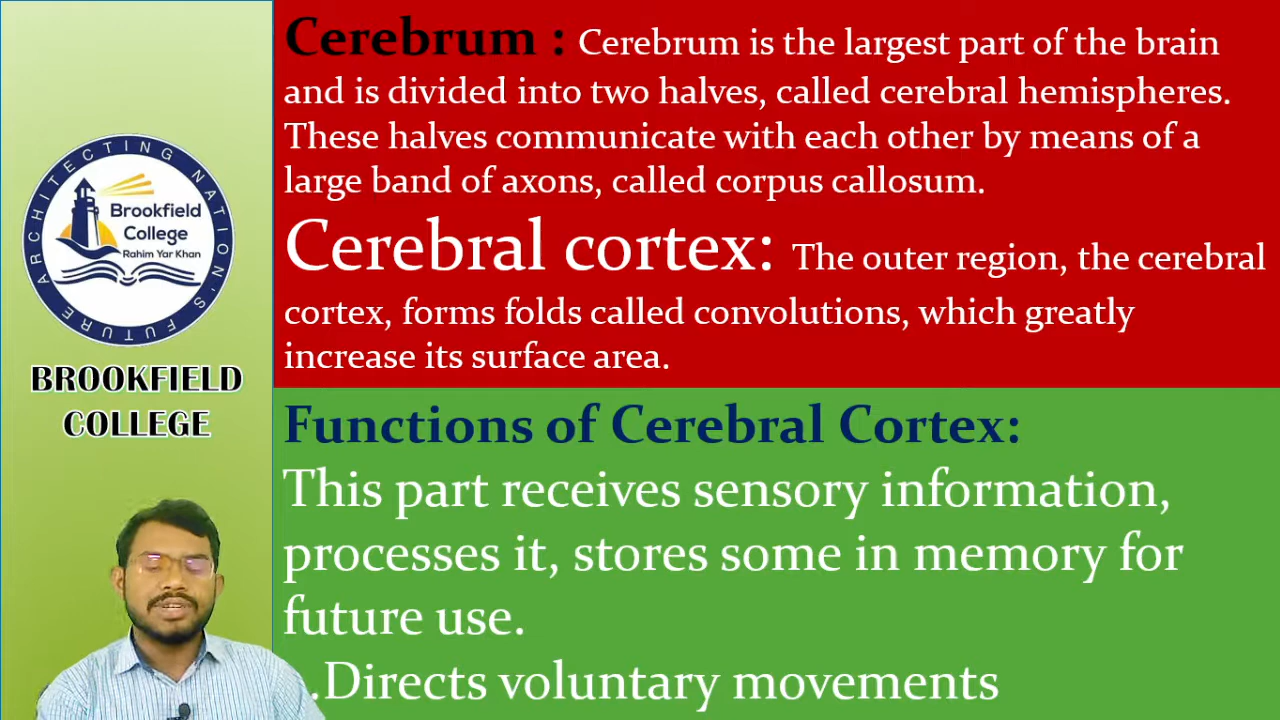 ARCHITECTING NATION'S FUTURE
Brookfield
College
Rahim Yar Khan
BROOKFIELD
COLLEGE
Cerebrum : Cerebrum is the largest part of the brain
and is divided into two halves, called cerebral hemispheres.
These halves communicate with each other by means of a
large band of axons, called corpus callosum.
Cerebral cortex: The outer region, the cerebral
cortex, forms folds called convolutions, which greatly
increase its surface area.
Functions of Cerebral Cortex:
This part receives sensory information,
processes it, stores some in memory for
future use.
.Directs voluntary movements